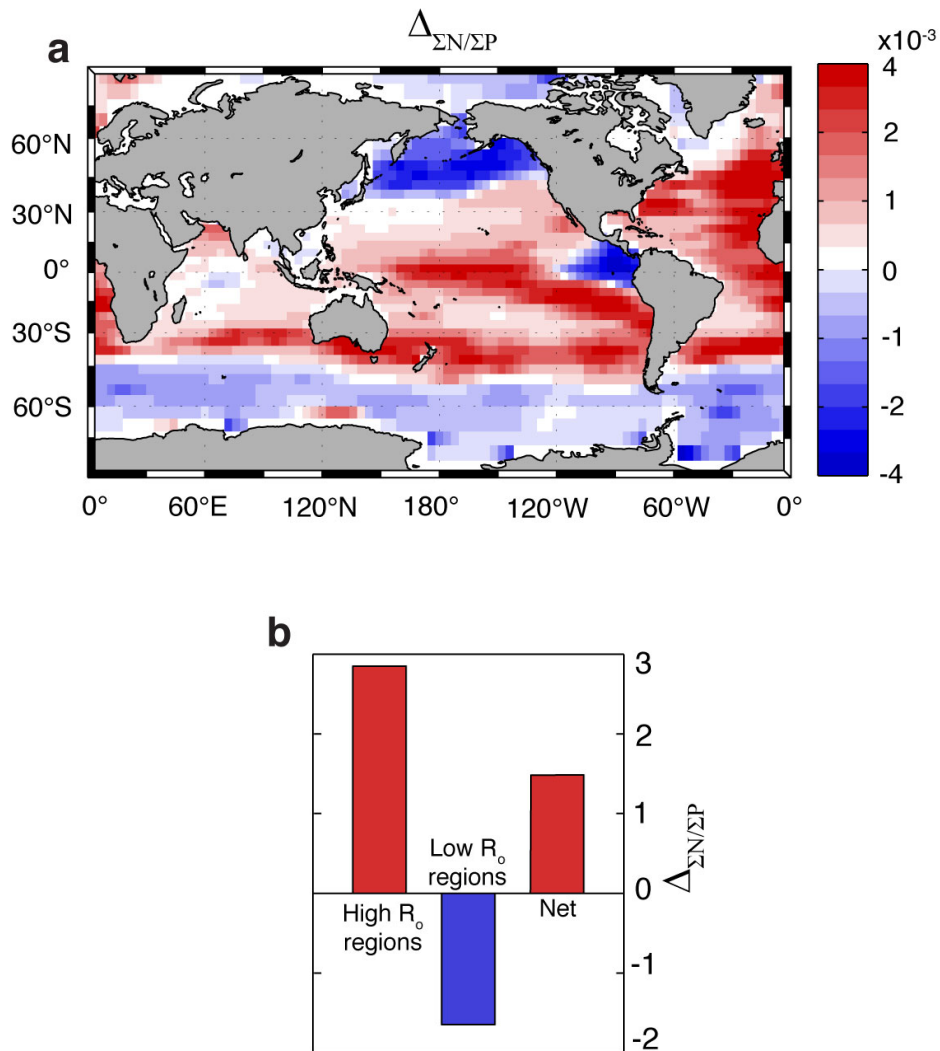 Δ_ΣN/ΣP
a
x10⁻³
4
2
1
0
-1
-2
-4
60°N
30°N
0°
30°S
60°S
0° 60°E 120°N 180° 120°W 60°W 0°
b
3
2
1
0
-1
-2
Δ_ΣN/ΣP
Low R_o
regions
High R_o
regions
Net